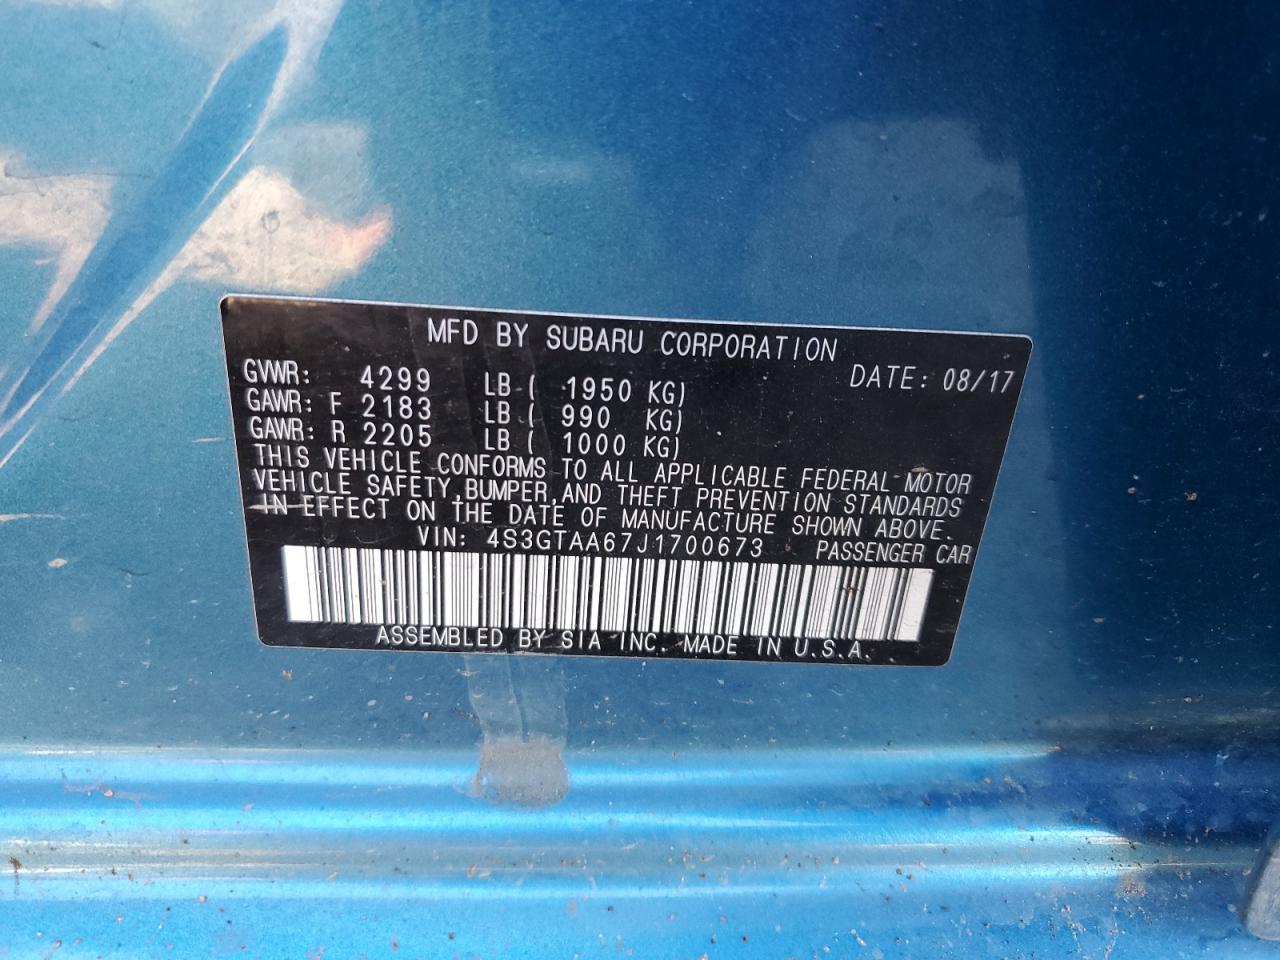 MFD BY SUBARU CORPORATION
GVWR: 4299 LB ( 1950 KG) DATE: 08/17
GAWR: F 2183 LB ( 990 KG)
GAWR: R 2205 LB ( 1000 KG)
THIS VEHICLE CONFORMS TO ALL APPLICABLE FEDERAL MOTOR
VEHICLE SAFETY,BUMPER,AND THEFT PREVENTION STANDARDS
IN EFFECT ON THE DATE OF MANUFACTURE SHOWN ABOVE.
VIN: 4S3GTAA67J1700673 PASSENGER CAR
ASSEMBLED BY SIA INC. MADE IN U.S.A.